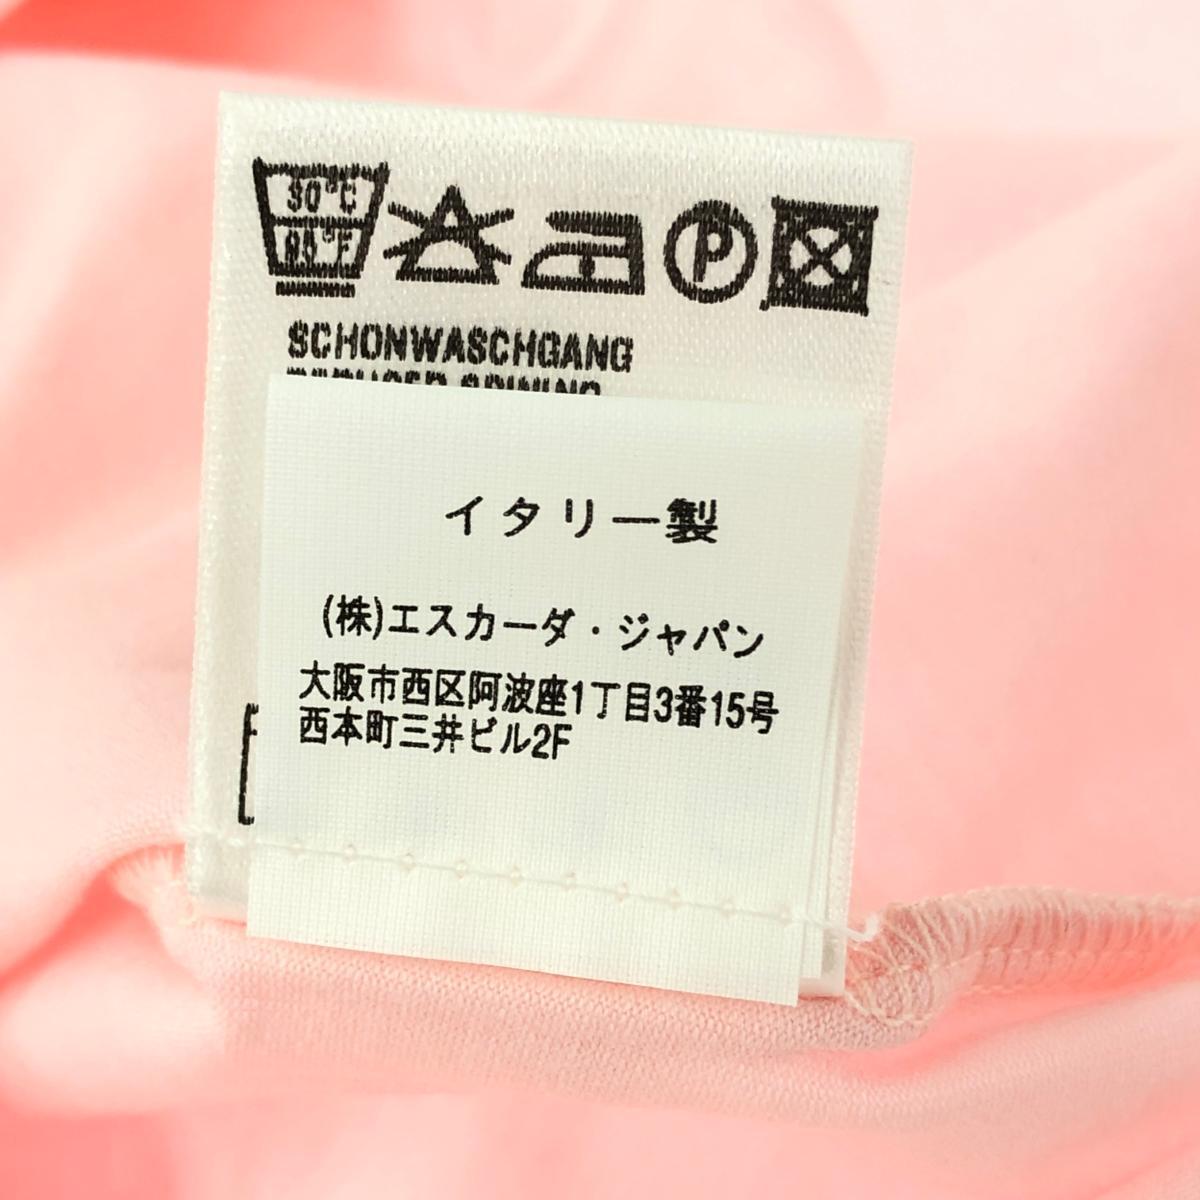 30°C
P
SCHONWASCHGANG
REDUCED SPINNING
イタリー製
(株)エスカーダ・ジャパン
大阪市西区阿波座1丁目3番15号
西本町三井ビル2F